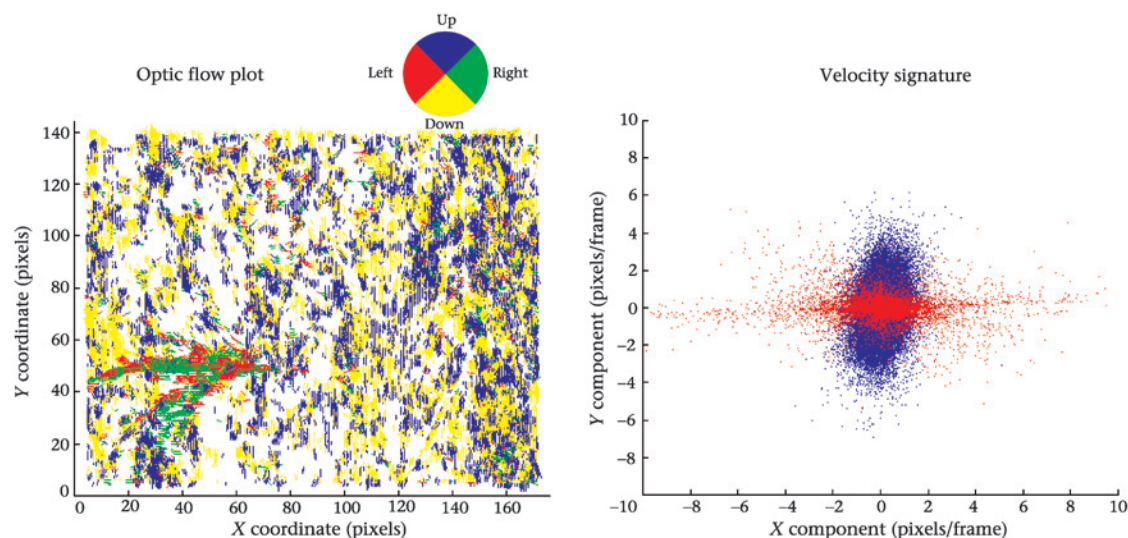 Up
Optic flow plot
Left
Right
Velocity signature
Down
140
120
100
80
60
40
20
0
Y coordinate (pixels)
0 20 40 60 80 100 120 140 160
X coordinate (pixels)
10
8
6
4
2
0
−2
−4
−6
−8
Y component (pixels/frame)
−10 −8 −6 −4 −2 0 2 4 6 8 10
X component (pixels/frame)